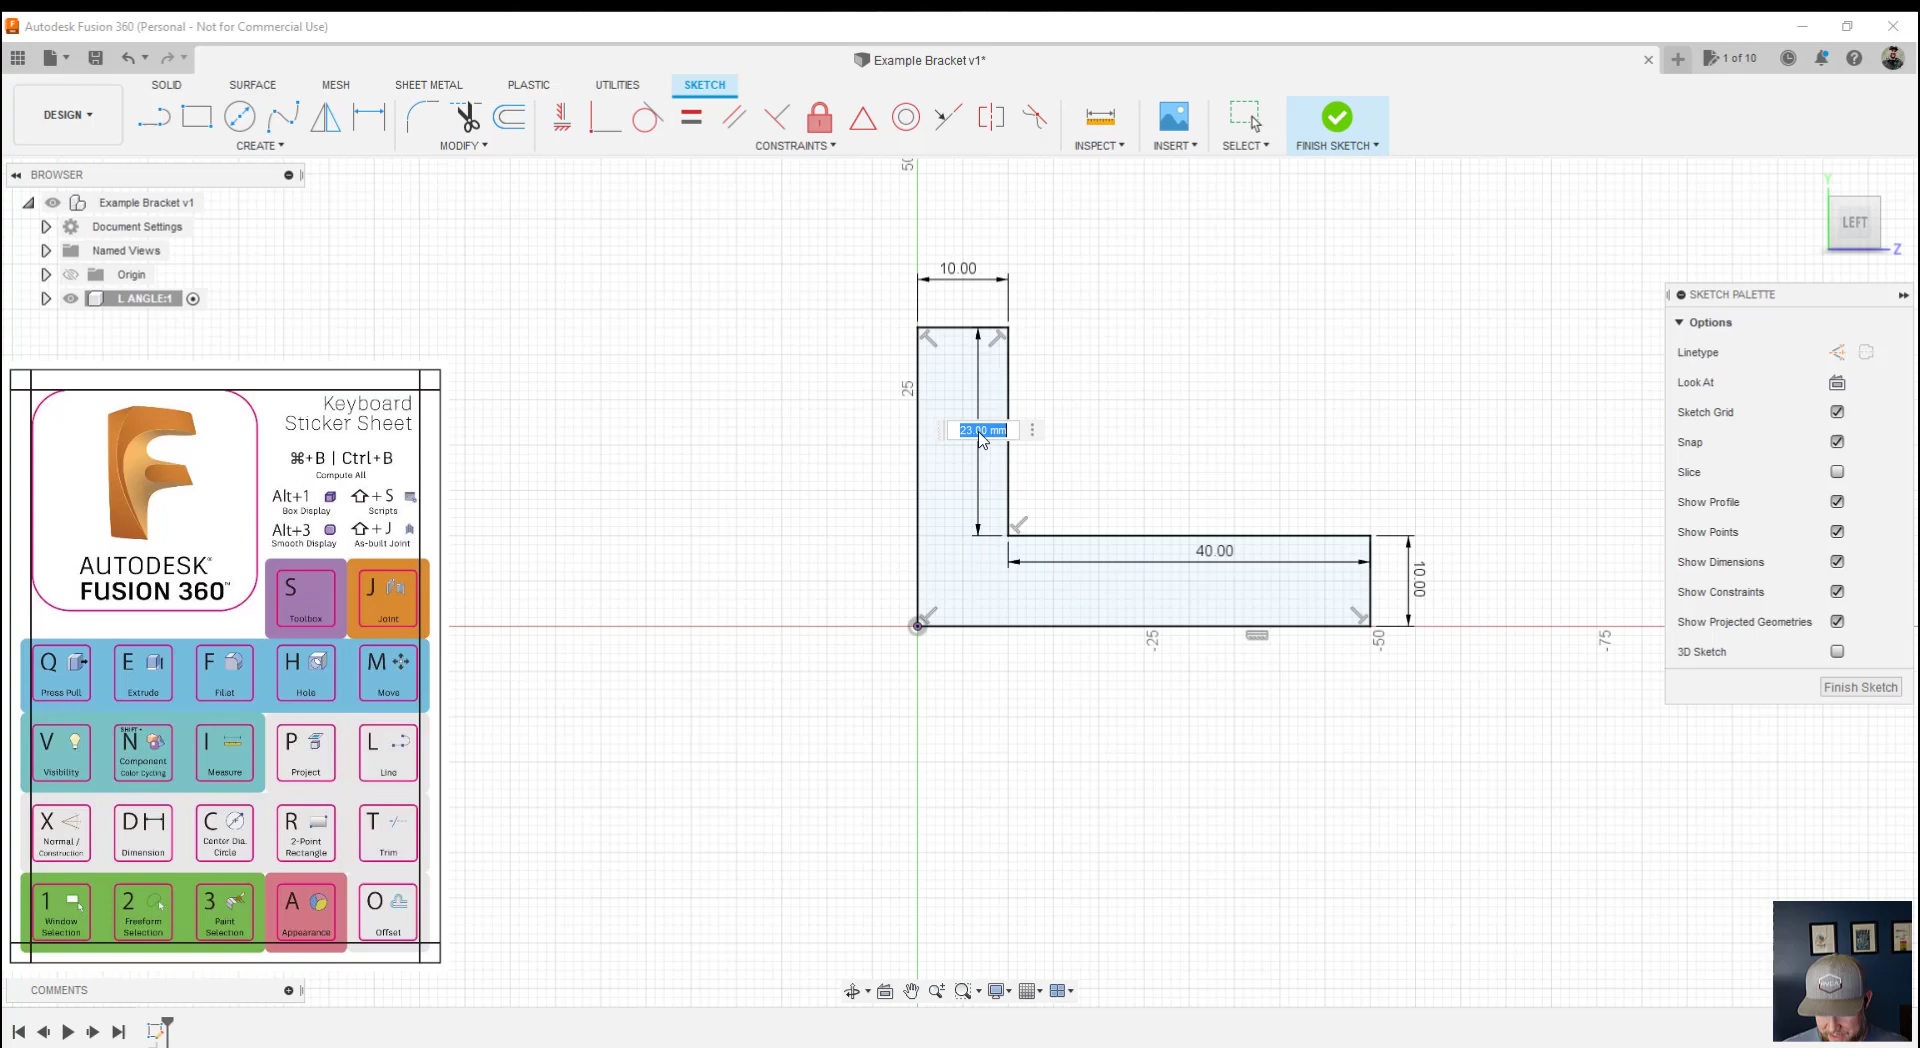 Autodesk Fusion 360 (Personal - Not for Commercial Use)
Example Bracket v1*
1 of 10
SOLID SURFACE MESH SHEET METAL PLASTIC UTILITIES SKETCH
DESIGN
CREATE MODIFY CONSTRAINTS INSPECT INSERT SELECT FINISH SKETCH
BROWSER
Example Bracket v1
Document Settings
Named Views
Origin
L ANGLE:1
Keyboard
Sticker Sheet
⌘+B | Ctrl+B
Compute All
Alt+1
Box Display
+ S
Scripts
Alt+3
Smooth Display
+ J
As-built Joint
AUTODESK®
FUSION 360™
S
Toolbox
J
Joint
Q
Press Pull
E
Extrude
F
Fillet
H
Hole
M
Move
V
Visibility
SHIFT+
N
Component
Color Cycling
I
Measure
P
Project
L
Line
X
Normal /
Construction
D
Dimension
C
Center Dia.
Circle
R
2-Point
Rectangle
T
Trim
1
Window
Selection
2
Freeform
Selection
3
Paint
Selection
A
Appearance
O
Offset
50
10.00
25
23.00 mm
40.00
10.00
-25
-50
-75
Y
LEFT
Z
SKETCH PALETTE
Options
Linetype
Look At
Sketch Grid
Snap
Slice
Show Profile
Show Points
Show Dimensions
Show Constraints
Show Projected Geometries
3D Sketch
Finish Sketch
COMMENTS